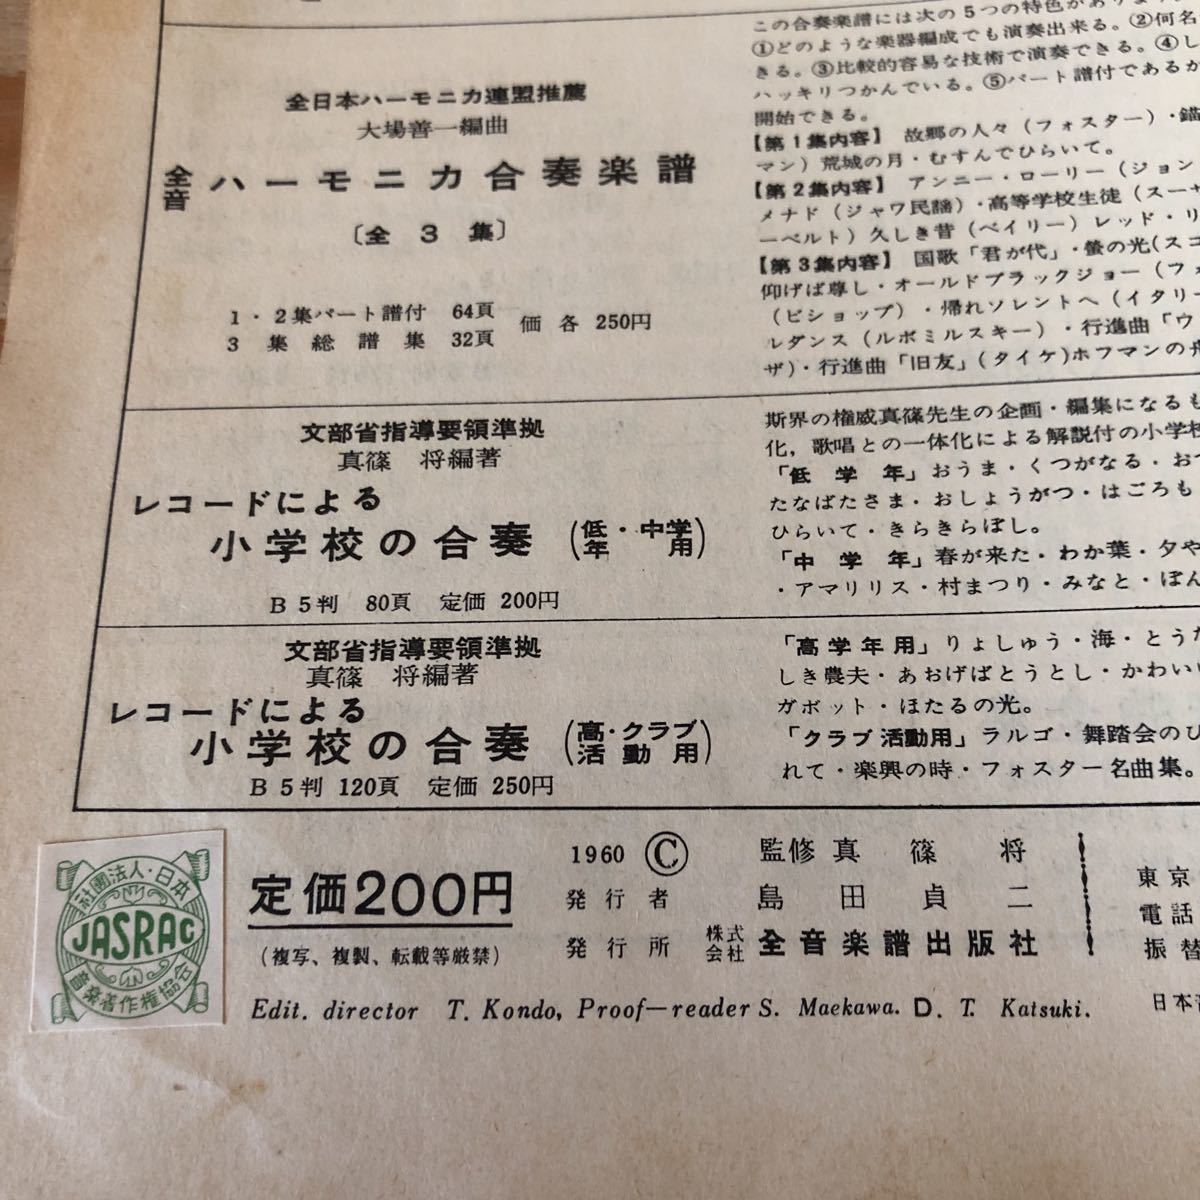 全日本ハーモニカ連盟推薦
大場善一編曲
全音 ハーモニカ合奏楽譜
〔全3集〕
1・2集パート譜付 64頁
3集総譜集 32頁
価各250円
この合奏楽譜には次の5つの特色があります
①どのような楽器編成でも演奏出来る。②何名
きる。③比較的容易な技術で演奏できる。④し
ハッキリつかんでいる。⑤パート譜付であるか
開始できる。
【第1集内容】 故郷の人々(フォスター)・錨
マン)荒城の月・むすんでひらいて。
【第2集内容】 アンニー・ローリー(ジョン
メナド(ジャワ民謡)・高等学校生徒(スー
ーベルト)久しき昔(ベイリー)レッド・リ
【第3集内容】 国歌「君が代」・螢の光(スコ
仰げば尊し・オールドブラックジョー(フォ
(ビショップ)・帰れソレントへ(イタリー
ルダンス(ルボミルスキー)・行進曲「ウ
ザ)・行進曲「旧友」(タイケ)ホフマンの舟
文部省指導要領準拠
真篠 将編著
レコードによる
小学校の合奏(低・中学年用)
B5判 80頁 定価200円
斯界の権威真篠先生の企画・編集になるも
化，歌唱との一体化による解説付の小学校
「低学年」おうま・くつがなる・おつ
たなばたさま・おしょうがつ・はごろも
ひらいて・きらきらぼし。
「中学年」春が来た・わか葉・夕や
・アマリリス・村まつり・みなと・ぼん
文部省指導要領準拠
真篠 将編著
レコードによる
小学校の合奏(高・クラブ活動用)
B5判 120頁 定価250円
「高学年用」りょしゅう・海・とうだ
しき農夫・あおげばとうとし・かわいい
ガボット・ほたるの光。
「クラブ活動用」ラルゴ・舞踏会のひ
れて・楽興の時・フォスター名曲集。
社団法人・日本
JASRAC
音楽著作権協会
定価200円
(複写、複製、転載等厳禁)
1960 © 監修 真篠将
発行者 島田貞二
発行所 株式会社 全音楽譜出版社
東京
電話
振替
Edit. director T. Kondo, Proof—reader S. Maekawa. D. T. Katsuki.
日本